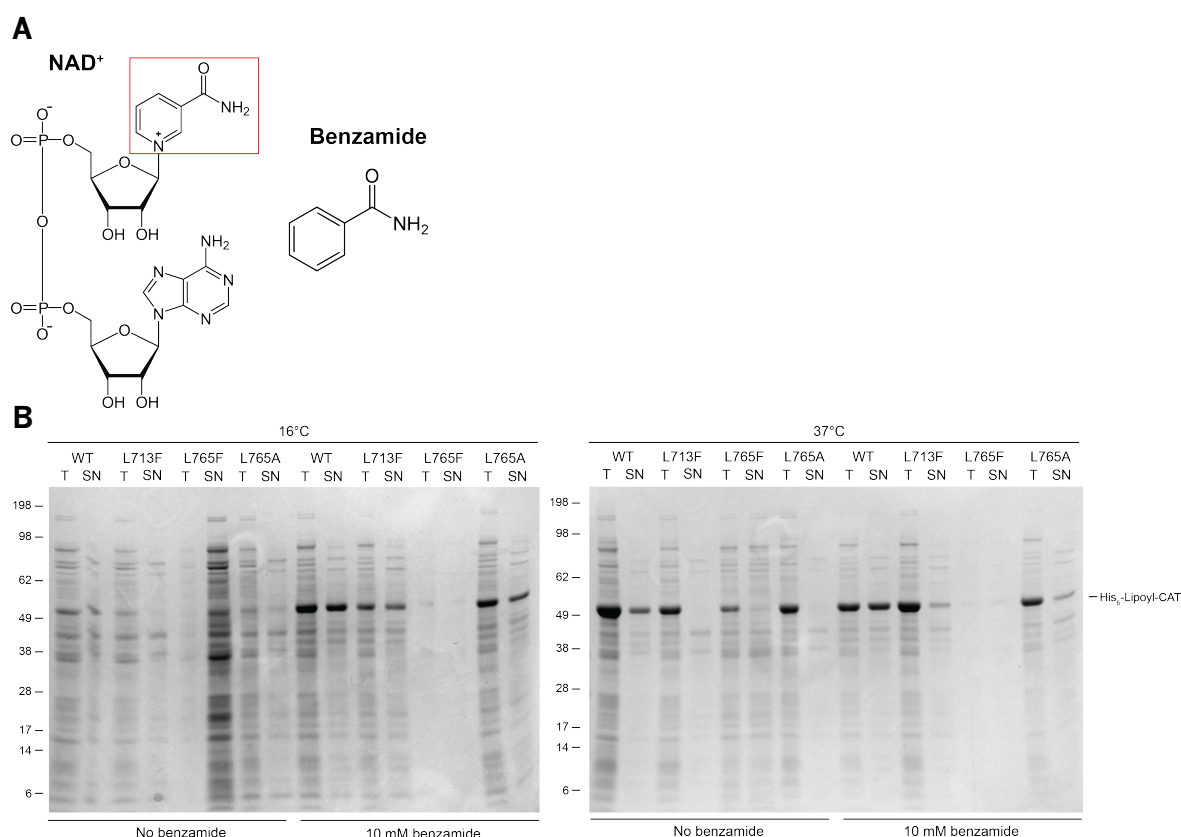 A
NAD+
O
NH2
N
+
O-
O=P
O
O
OH OH
O
Benzamide
O
NH2
NH2
N
N
N
N
O=P
O
O-
O
OH OH
B
16°C
WT L713F L765F L765A WT L713F L765F L765A
T SN T SN T SN T SN T SN T SN T SN T SN
198
98
62
49
38
28
17
14
6
No benzamide 10 mM benzamide
37°C
WT L713F L765F L765A WT L713F L765F L765A
T SN T SN T SN T SN T SN T SN T SN T SN
198
98
62
49
38
28
17
14
6
His6-Lipoyl-CAT
No benzamide 10 mM benzamide